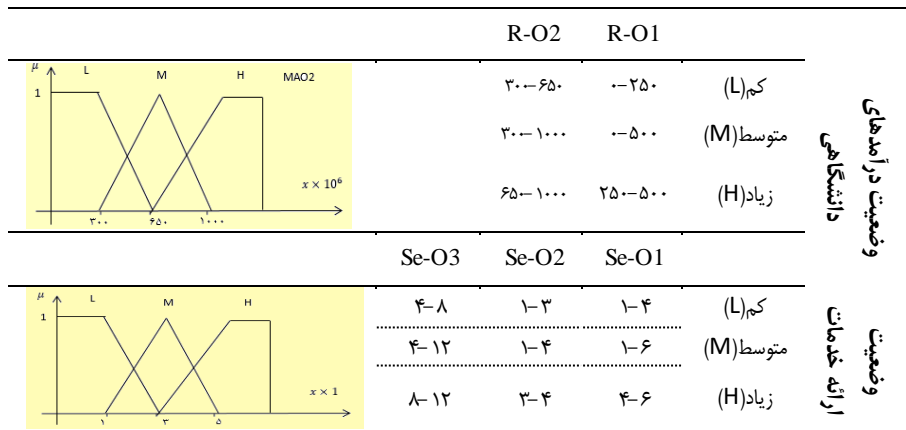 وضعیت درآمدهای
دانشگاهی
R-O1 R-O2
کم(L) ۰–۲۵۰ ۳۰۰–۶۵۰
متوسط(M) ۰–۵۰۰ ۳۰۰–۱۰۰۰
زیاد(H) ۲۵۰–۵۰۰ ۶۵۰–۱۰۰۰
μ L M H MAO2
1
x × 10⁶
۳۰۰ ۶۵۰ ۱۰۰۰
وضعیت
ارائه خدمات
Se-O1 Se-O2 Se-O3
کم(L) ۱–۴ ۱–۳ ۴–۸
متوسط(M) ۱–۶ ۱–۴ ۴–۱۲
زیاد(H) ۴–۶ ۳–۴ ۸–۱۲
μ L M H
1
x × 1
۱ ۳ ۵